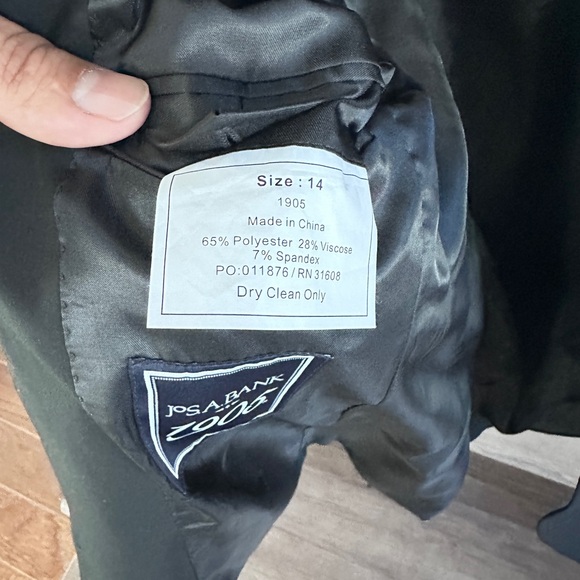 Size : 14
1905
Made in China
65% Polyester 28% Viscose
7% Spandex
PO:011876 / RN 31608
Dry Clean Only
JOS. A. BANK
1905